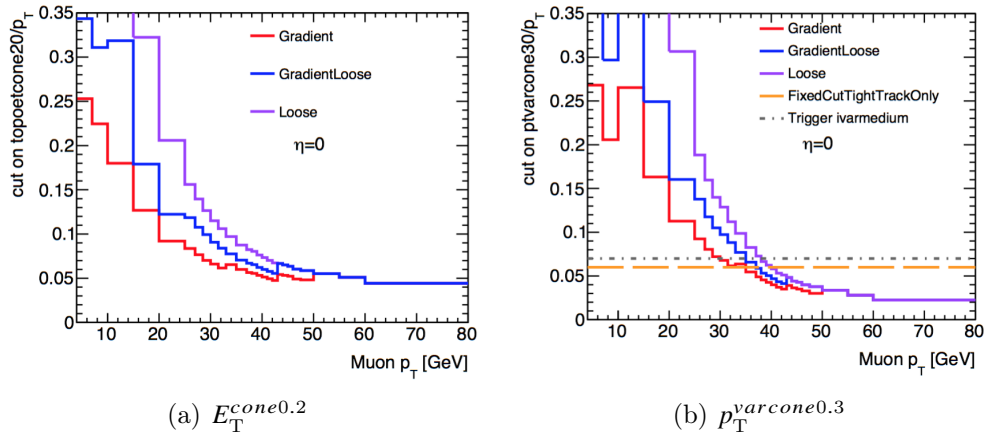 cut on topoetcone20/p_T
0.35
0.3
0.25
0.2
0.15
0.1
0.05
0
Gradient
GradientLoose
Loose
η=0
10 20 30 40 50 60 70 80
Muon p_T [GeV]
(a) E_T^{cone0.2}
cut on ptvarcone30/p_T
0.35
0.3
0.25
0.2
0.15
0.1
0.05
0
Gradient
GradientLoose
Loose
FixedCutTightTrackOnly
Trigger ivarmedium
η=0
10 20 30 40 50 60 70 80
Muon p_T [GeV]
(b) p_T^{varcone0.3}